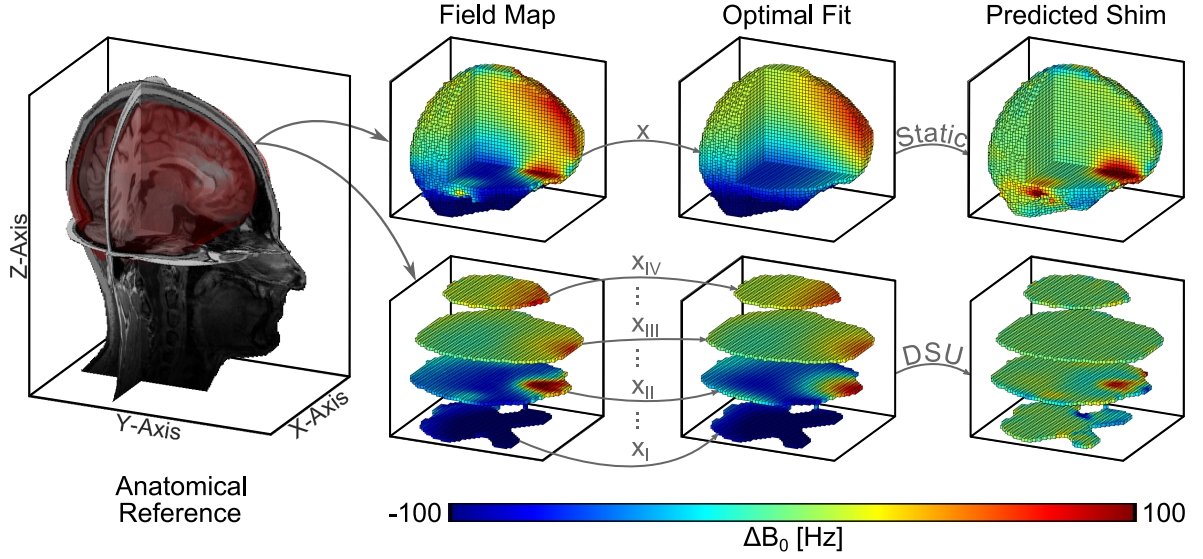 Field Map
Optimal Fit
Predicted Shim
Z-Axis
Y-Axis
X-Axis
Anatomical
Reference
x
Static
x_IV
x_III
x_II
x_I
DSU
-100
100
ΔB₀ [Hz]